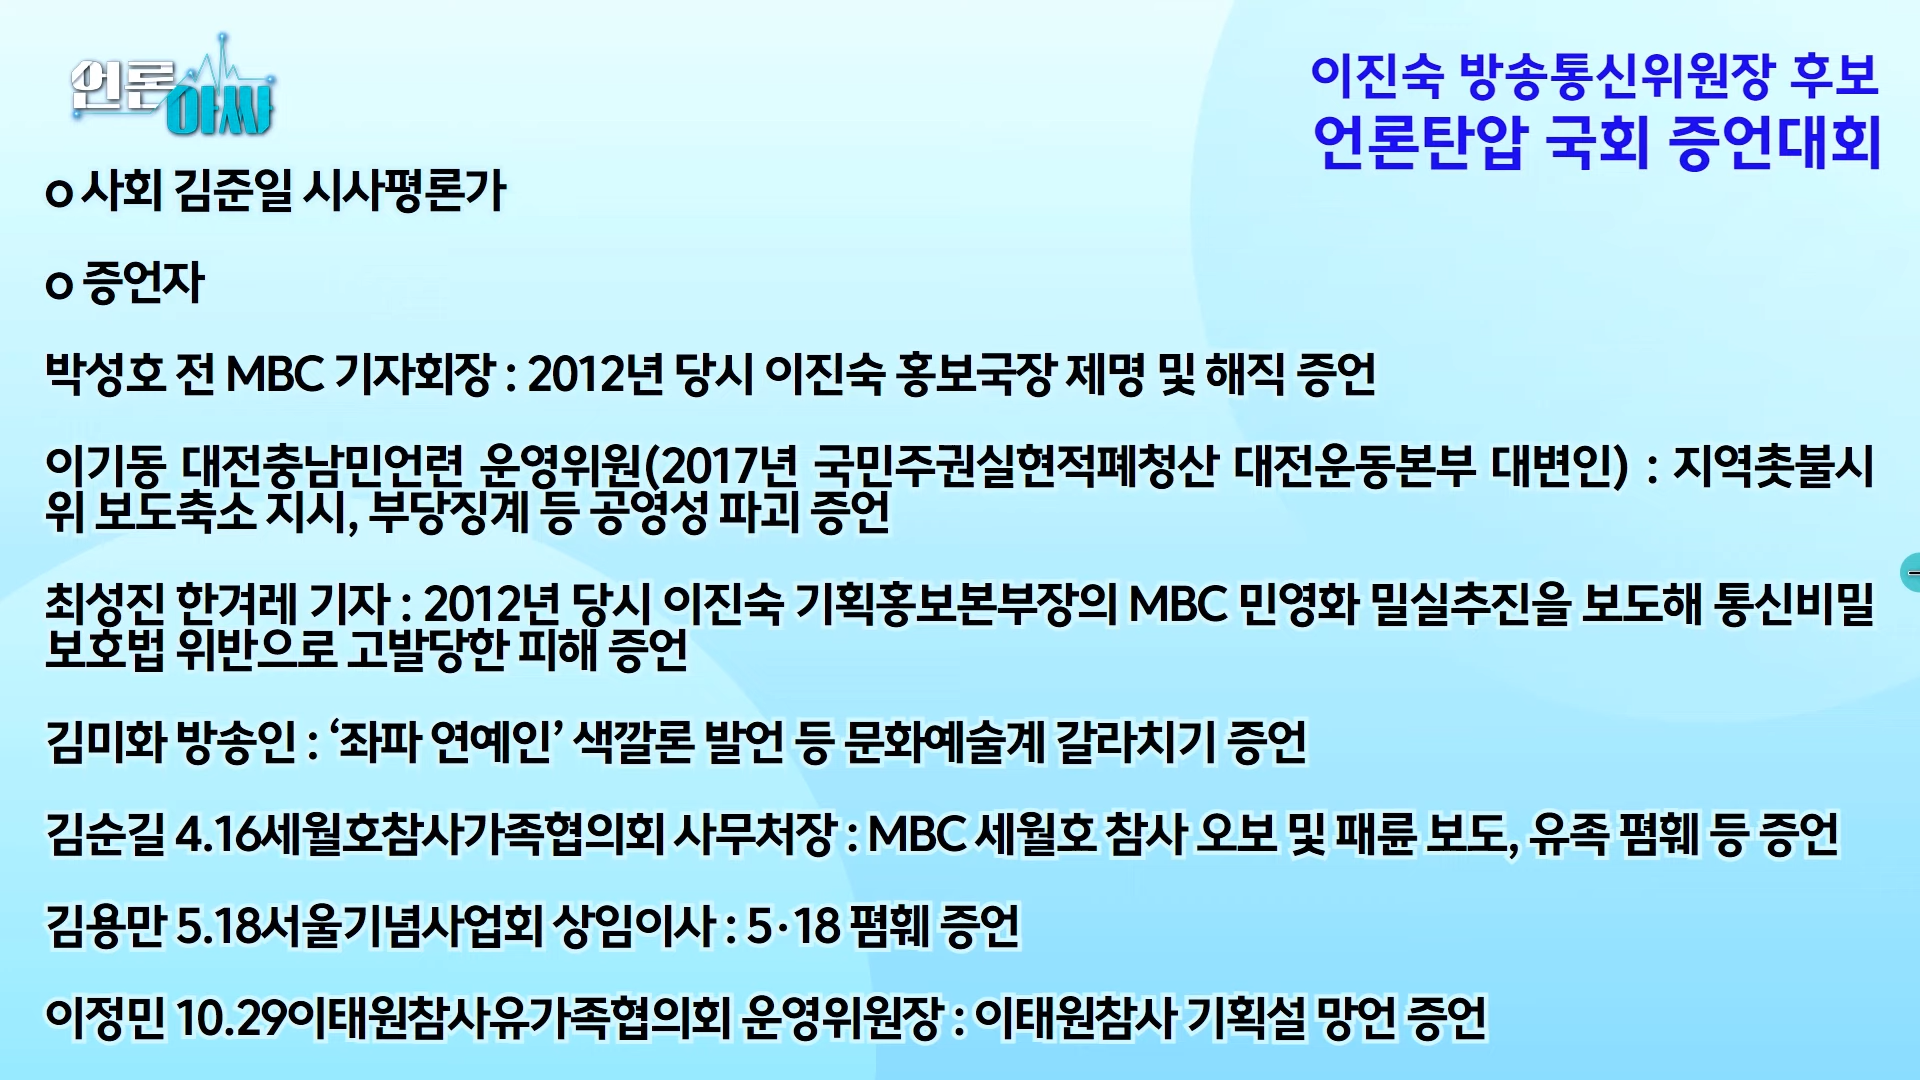 언론아싸
이진숙 방송통신위원장 후보
언론탄압 국회 증언대회
o 사회 김준일 시사평론가
o 증언자
박성호 전 MBC 기자회장 : 2012년 당시 이진숙 홍보국장 제명 및 해직 증언
이기동 대전충남민언련 운영위원(2017년 국민주권실현적폐청산 대전운동본부 대변인) : 지역촛불시
위 보도축소 지시, 부당징계 등 공영성 파괴 증언
최성진 한겨레 기자 : 2012년 당시 이진숙 기획홍보본부장의 MBC 민영화 밀실추진을 보도해 통신비밀
보호법 위반으로 고발당한 피해 증언
김미화 방송인 : ‘좌파 연예인’ 색깔론 발언 등 문화예술계 갈라치기 증언
김순길 4.16세월호참사가족협의회 사무처장 : MBC 세월호 참사 오보 및 패륜 보도, 유족 폄훼 등 증언
김용만 5.18서울기념사업회 상임이사 : 5·18 폄훼 증언
이정민 10.29이태원참사유가족협의회 운영위원장 : 이태원참사 기획설 망언 증언